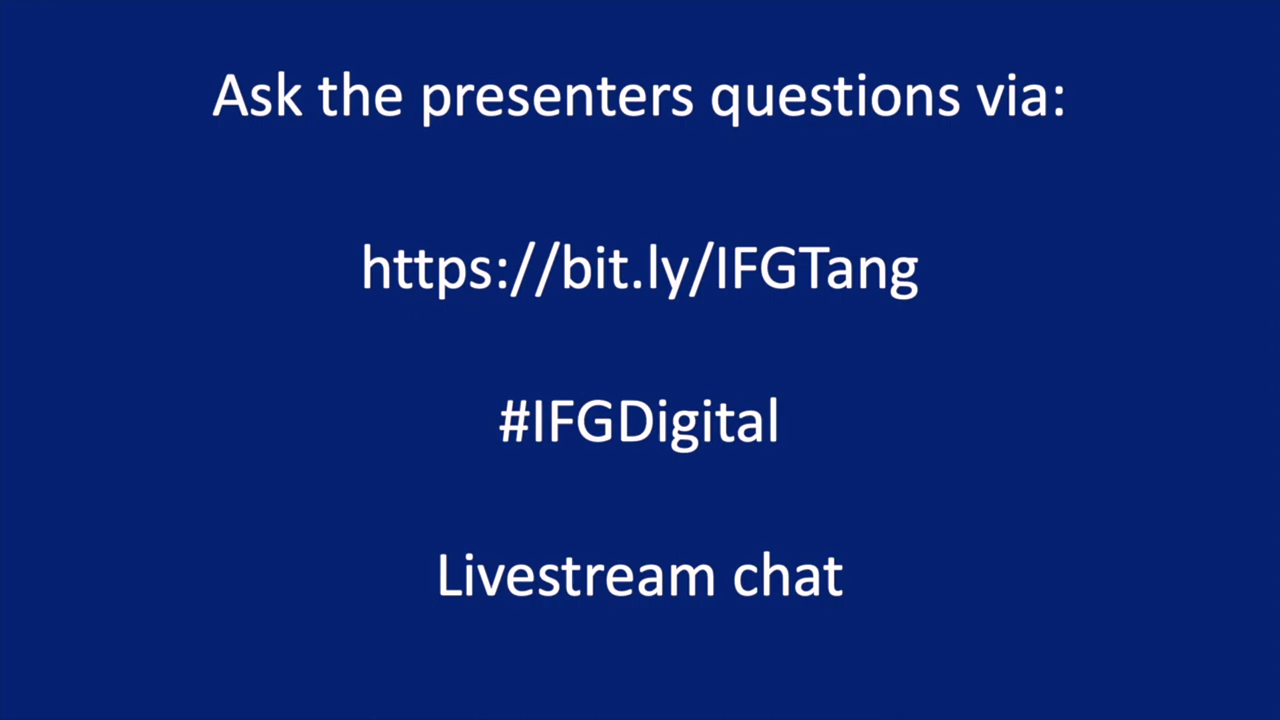 Ask the presenters questions via:
https://bit.ly/IFGTang
#IFGDigital
Livestream chat